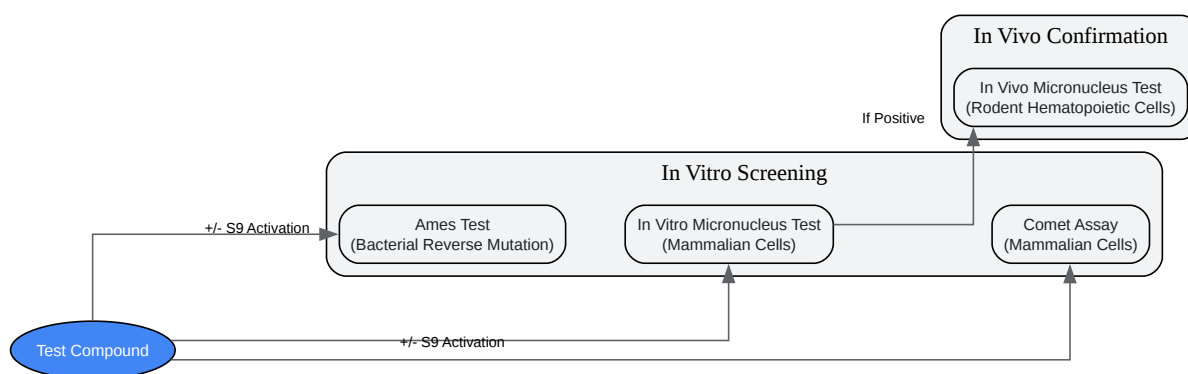 In Vivo Confirmation
In Vivo Micronucleus Test
(Rodent Hematopoietic Cells)
If Positive
In Vitro Screening
Ames Test
(Bacterial Reverse Mutation)
In Vitro Micronucleus Test
(Mammalian Cells)
Comet Assay
(Mammalian Cells)
+/- S9 Activation
+/- S9 Activation
Test Compound